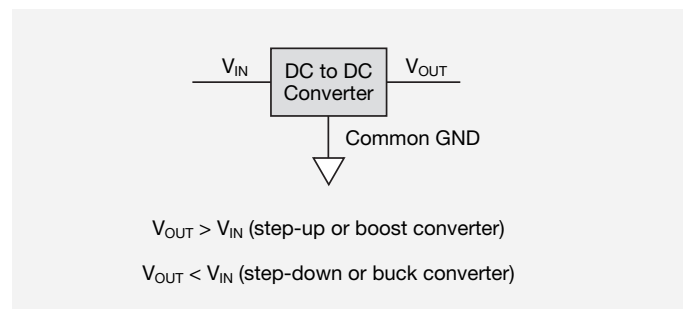 V_IN
DC to DC
Converter
V_OUT
Common GND
V_OUT > V_IN (step-up or boost converter)
V_OUT < V_IN (step-down or buck converter)